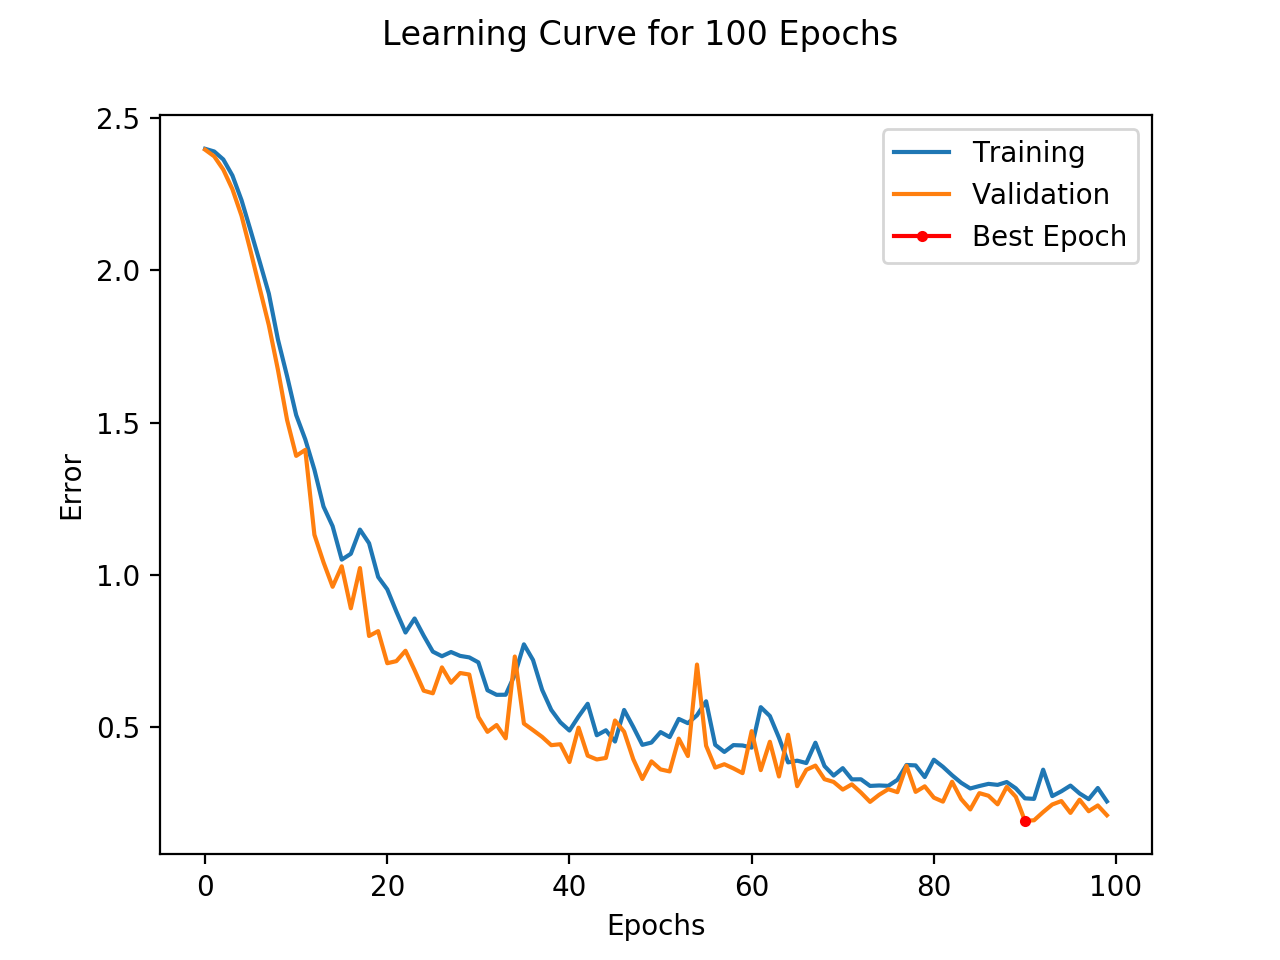 Learning Curve for 100 Epochs
2.5
2.0
1.5
1.0
0.5
Error
Training
Validation
Best Epoch
0 20 40 60 80 100
Epochs